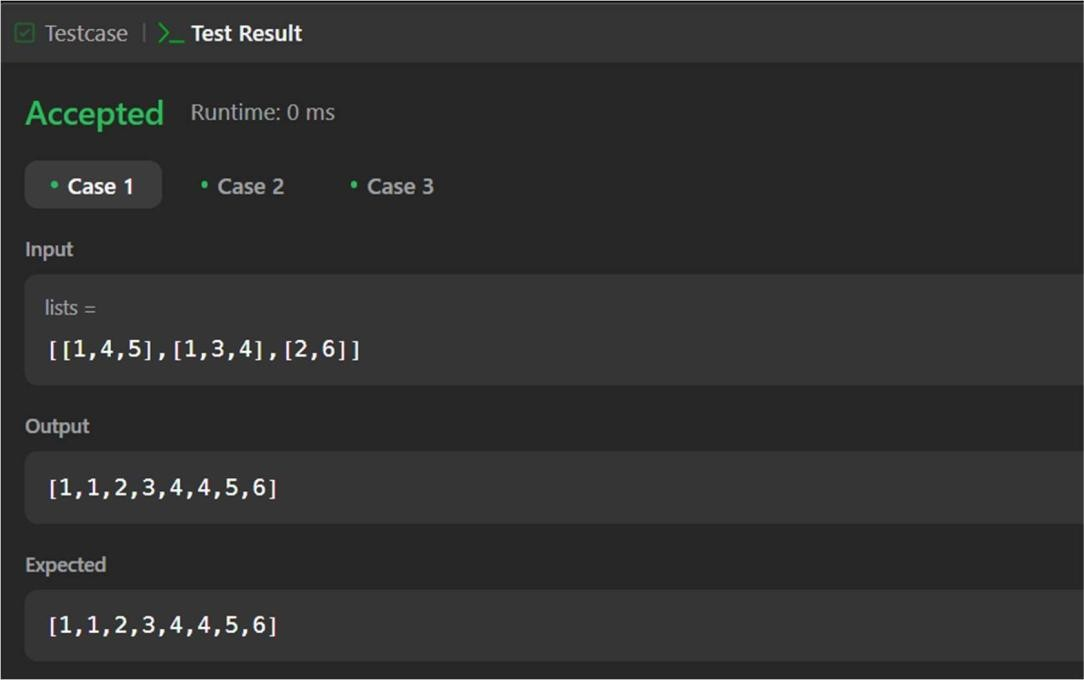 Testcase | >_ Test Result
Accepted Runtime: 0 ms
• Case 1 • Case 2 • Case 3
Input
lists =
[[1,4,5],[1,3,4],[2,6]]
Output
[1,1,2,3,4,4,5,6]
Expected
[1,1,2,3,4,4,5,6]